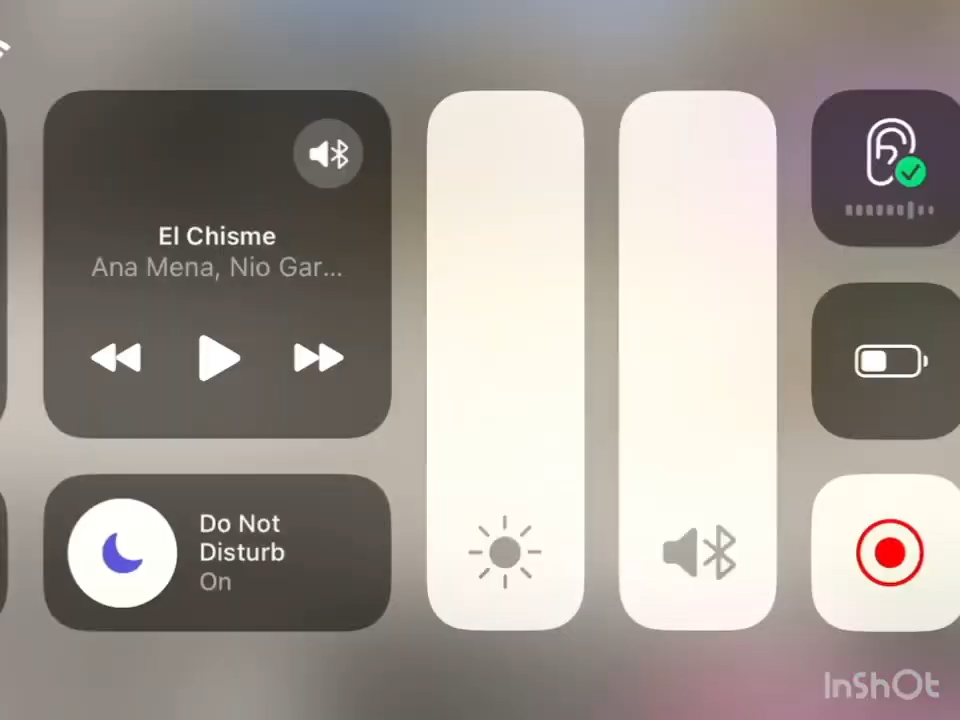 El Chisme
Ana Mena, Nio Gar...
Do Not
Disturb
On
InShOt